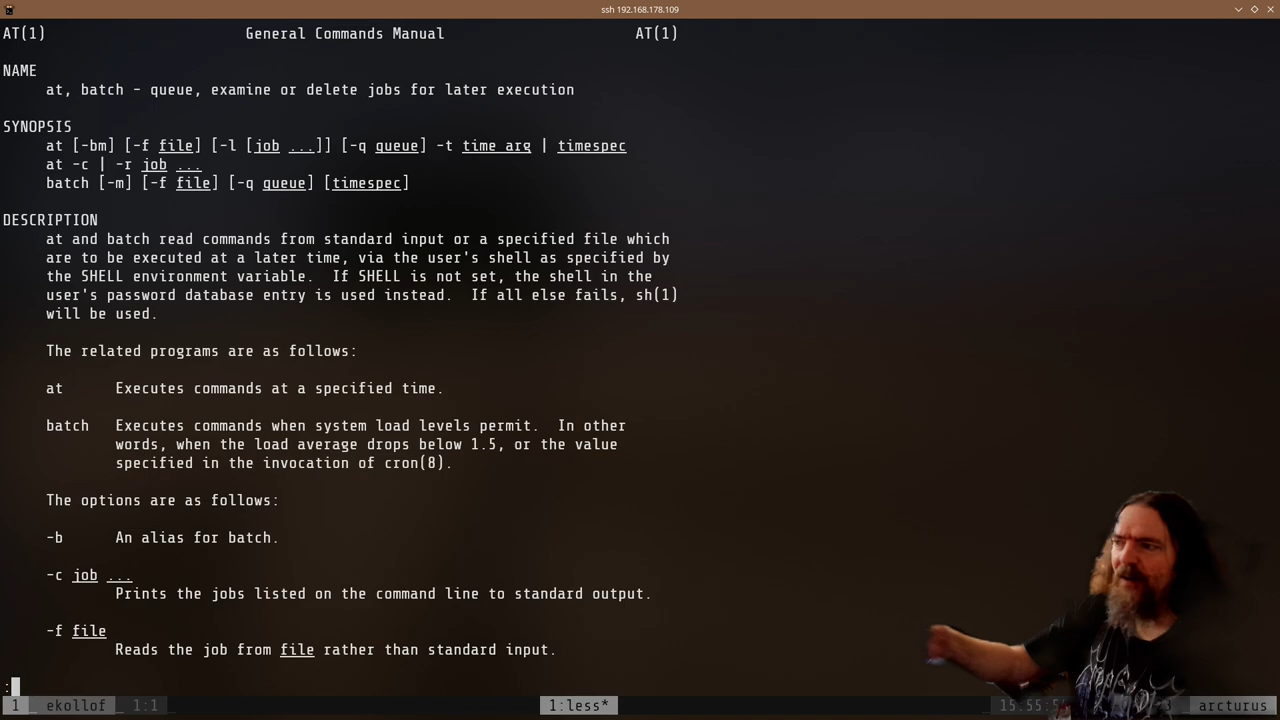 ssh 192.168.178.109
AT(1) General Commands Manual AT(1)
NAME
at, batch - queue, examine or delete jobs for later execution
SYNOPSIS
at [-bm] [-f file] [-l [job ...]] [-q queue] -t time_arg | timespec
at -c | -r job ...
batch [-m] [-f file] [-q queue] [timespec]
DESCRIPTION
at and batch read commands from standard input or a specified file which
are to be executed at a later time, via the user's shell as specified by
the SHELL environment variable. If SHELL is not set, the shell in the
user's password database entry is used instead. If all else fails, sh(1)
will be used.
The related programs are as follows:
at Executes commands at a specified time.
batch Executes commands when system load levels permit. In other
words, when the load average drops below 1.5, or the value
specified in the invocation of cron(8).
The options are as follows:
-b An alias for batch.
-c job ...
Prints the jobs listed on the command line to standard output.
-f file
Reads the job from file rather than standard input.
:
1 ekollof 1:1 1:less* arcturus